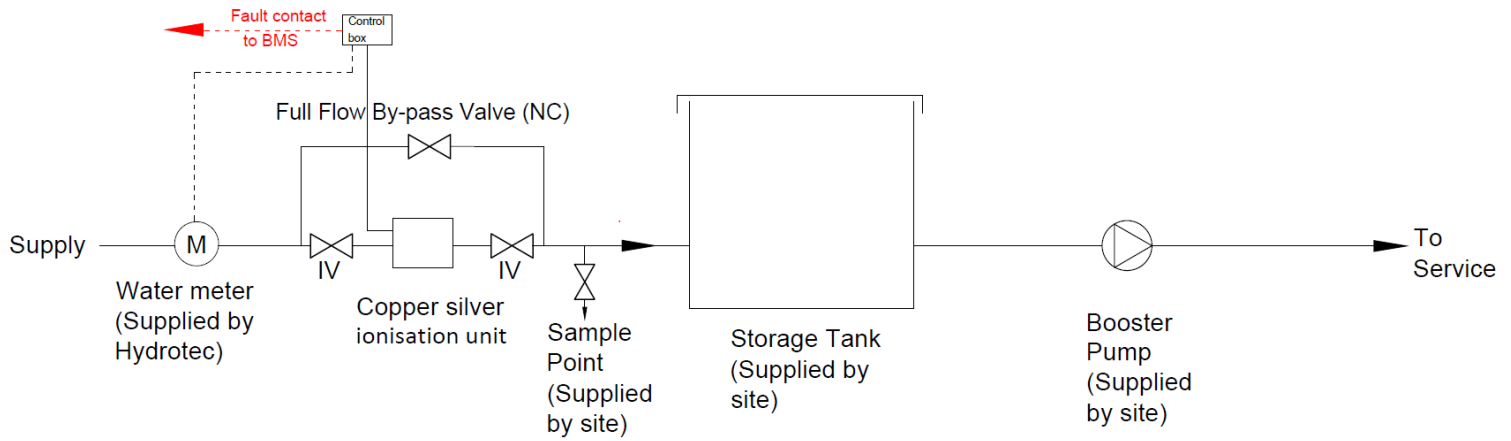 Fault contact
to BMS
Control
box
Full Flow By-pass Valve (NC)
Supply
M
IV
IV
To
Service
Water meter
(Supplied by
Hydrotec)
Copper silver
ionisation unit
Sample
Point
(Supplied
by site)
Storage Tank
(Supplied by
site)
Booster
Pump
(Supplied
by site)